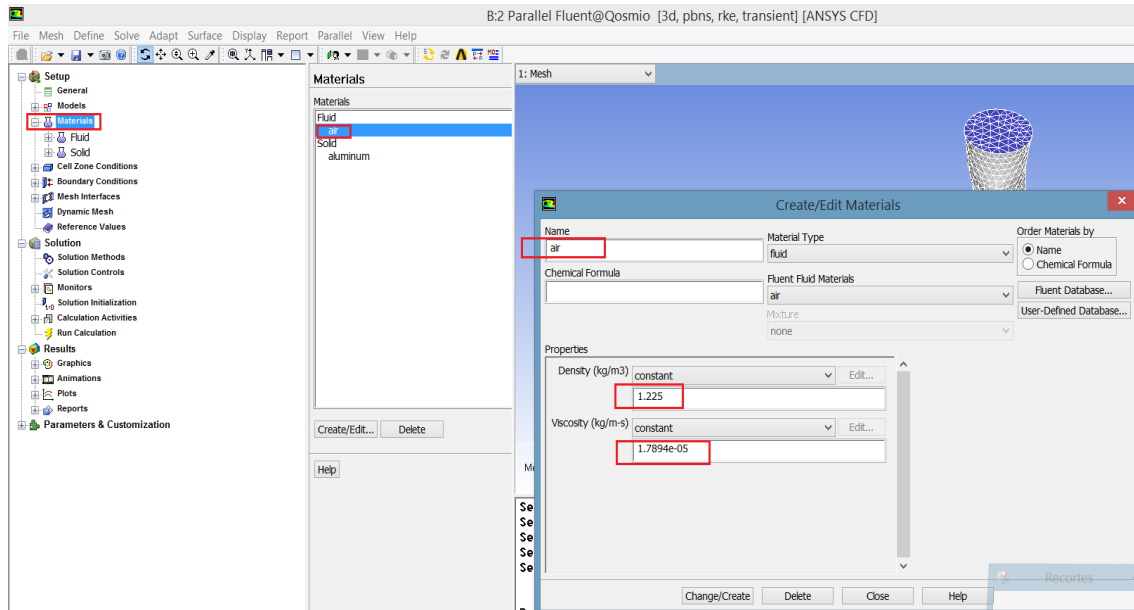 B:2 Parallel Fluent@Qosmio [3d, pbns, rke, transient] [ANSYS CFD]
File Mesh Define Solve Adapt Surface Display Report Parallel View Help
Setup
General
Models
Materials
Fluid
Solid
Cell Zone Conditions
Boundary Conditions
Mesh Interfaces
Dynamic Mesh
Reference Values
Solution
Solution Methods
Solution Controls
Monitors
Solution Initialization
Calculation Activities
Run Calculation
Results
Graphics
Animations
Plots
Reports
Parameters & Customization
Materials
Materials
Fluid
air
Solid
aluminum
Create/Edit... Delete
Help
1: Mesh
Me
Se
Se
Se
Se
Se
Create/Edit Materials
Name
air
Chemical Formula
Material Type
fluid
Fluent Fluid Materials
air
Mixture
none
Order Materials by
Name
Chemical Formula
Fluent Database...
User-Defined Database...
Properties
Density (kg/m3) constant Edit...
1.225
Viscosity (kg/m-s) constant Edit...
1.7894e-05
Change/Create Delete Close Help
Recortes